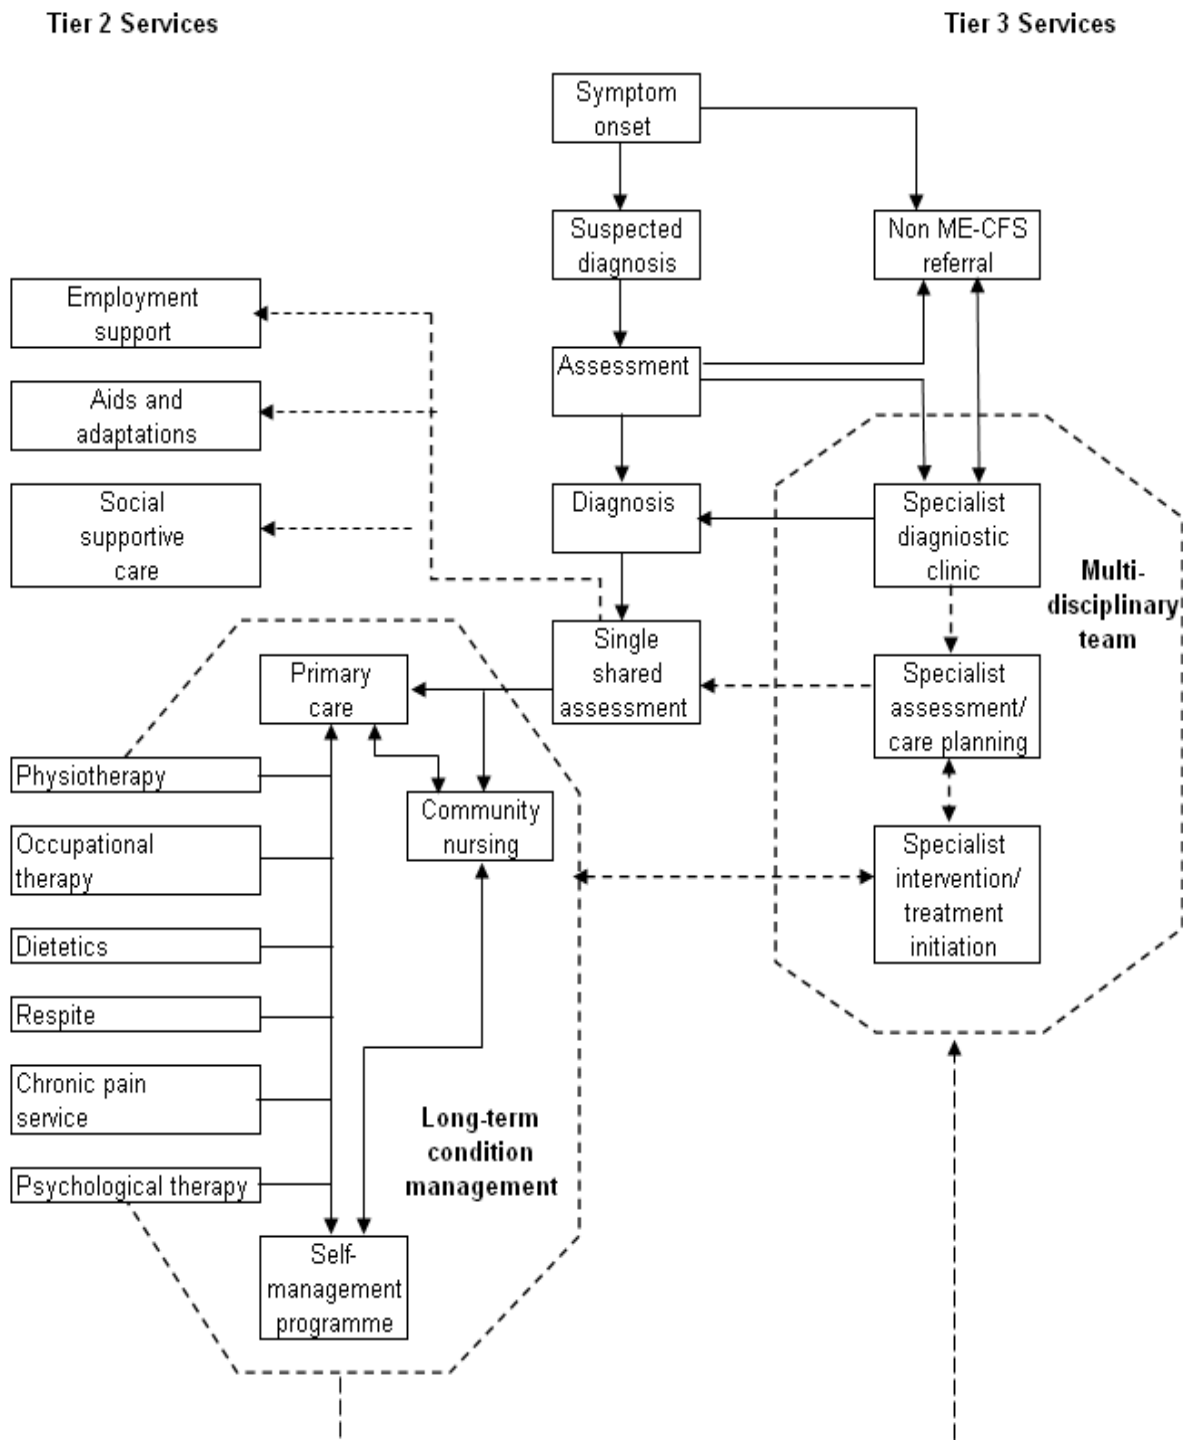 Tier 2 Services
Tier 3 Services
Symptom
onset
Suspected
diagnosis
Non ME-CFS
referral
Employment
support
Assessment
Aids and
adaptations
Social
supportive
care
Diagnosis
Specialist
diagniostic
clinic
Multi-
disciplinary
team
Single
shared
assessment
Specialist
assessment/
care planning
Primary
care
Physiotherapy
Community
nursing
Occupational
therapy
Specialist
intervention/
treatment
initiation
Dietetics
Respite
Chronic pain
service
Long-term
condition
management
Psychological therapy
Self-
management
programme